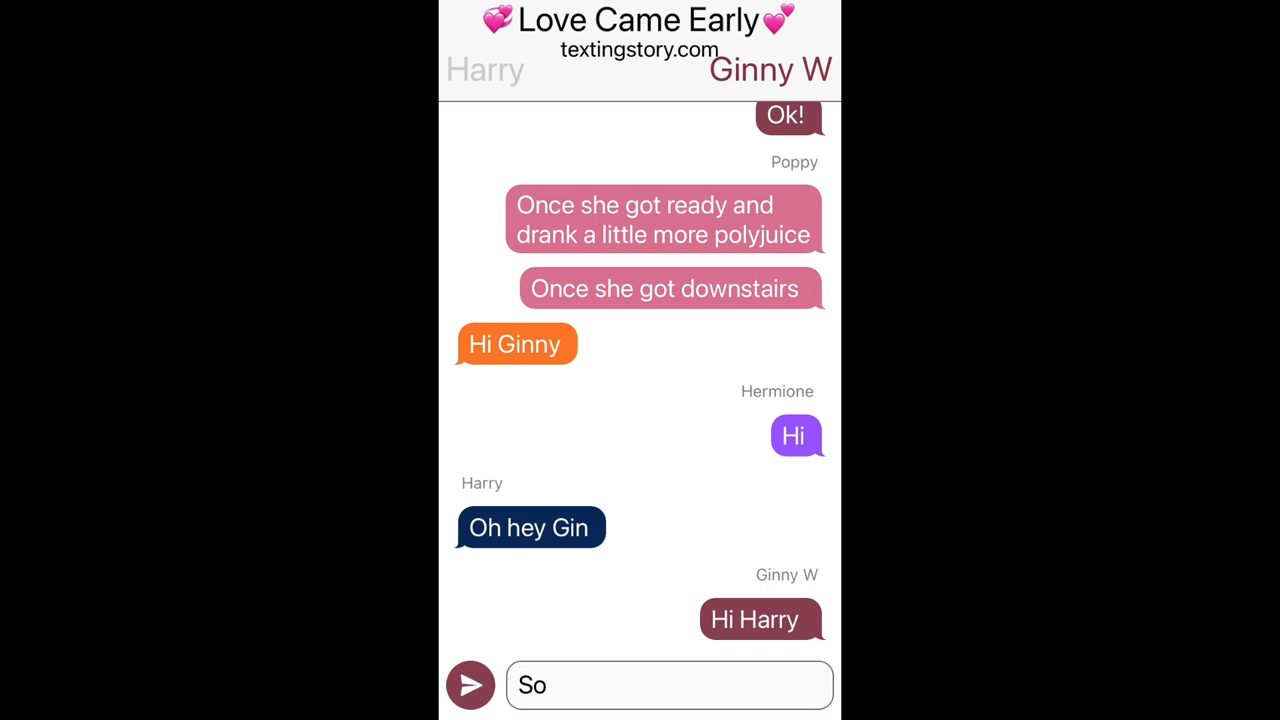 💞Love Came Early💕
textingstory.com
Harry
Ginny W
Ok!
Poppy
Once she got ready and
drank a little more polyjuice
Once she got downstairs
Hi Ginny
Hermione
Hi
Harry
Oh hey Gin
Ginny W
Hi Harry
So